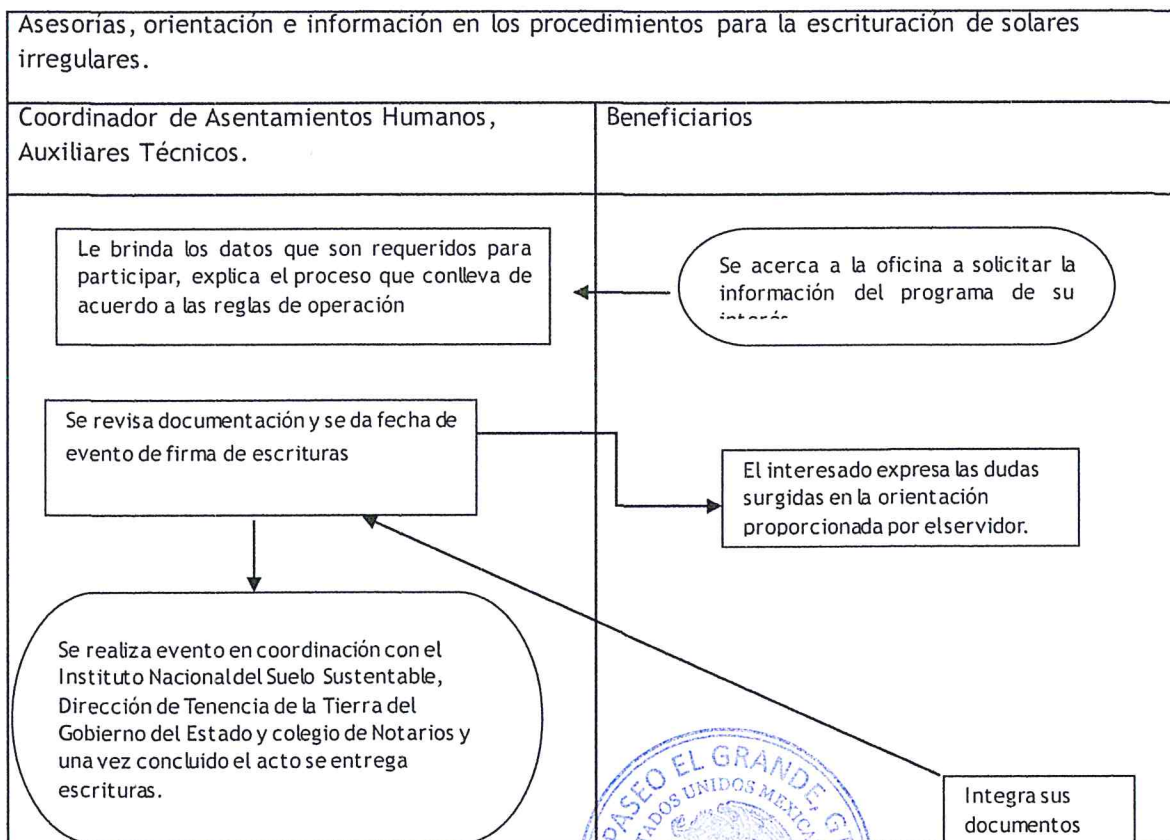 Asesorías, orientación e información en los procedimientos para la escrituración de solares
irregulares.
Coordinador de Asentamientos Humanos,
Auxiliares Técnicos.
Beneficiarios
Le brinda los datos que son requeridos para
participar, explica el proceso que conlleva de
acuerdo a las reglas de operación
Se acerca a la oficina a solicitar la
información del programa de su
Se revisa documentación y se da fecha de
evento de firma de escrituras
El interesado expresa las dudas
surgidas en la orientación
proporcionada por elservidor.
Se realiza evento en coordinación con el
Instituto Nacionaldel Suelo Sustentable,
Dirección de Tenencia de la Tierra del
Gobierno del Estado y colegio de Notarios y
una vez concluido el acto se entrega
escrituras.
Integra sus
documentos
PASEO EL GRANDE, G
UNIDOS